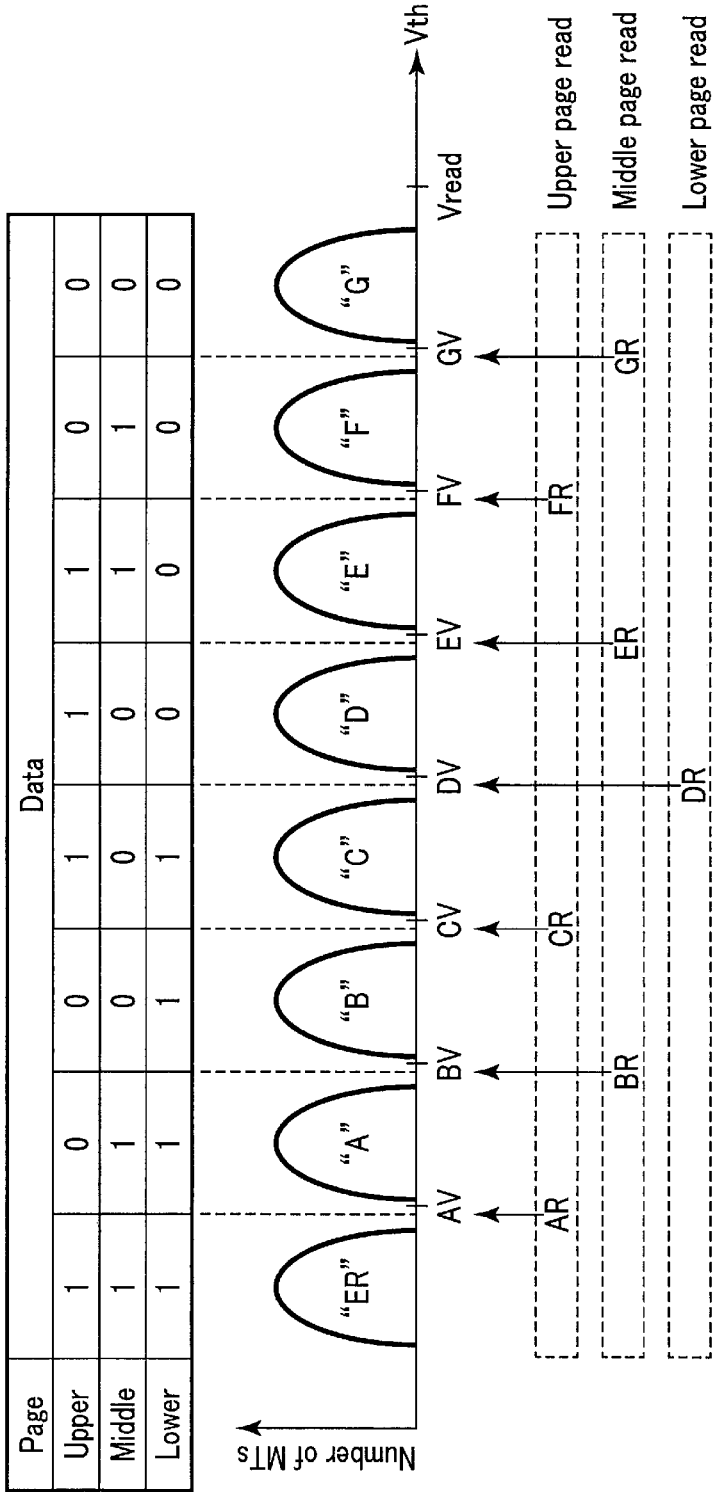 Page Data
Upper 1 0 0 1 1 1 0 0
Middle 1 1 0 0 0 1 1 0
Lower 1 1 1 1 0 0 0 0
Number of MTs
“ER” “A” “B” “C” “D” “E” “F” “G”
AV BV CV DV EV FV GV Vread Vth
AR CR FR Upper page read
BR ER GR Middle page read
DR Lower page read